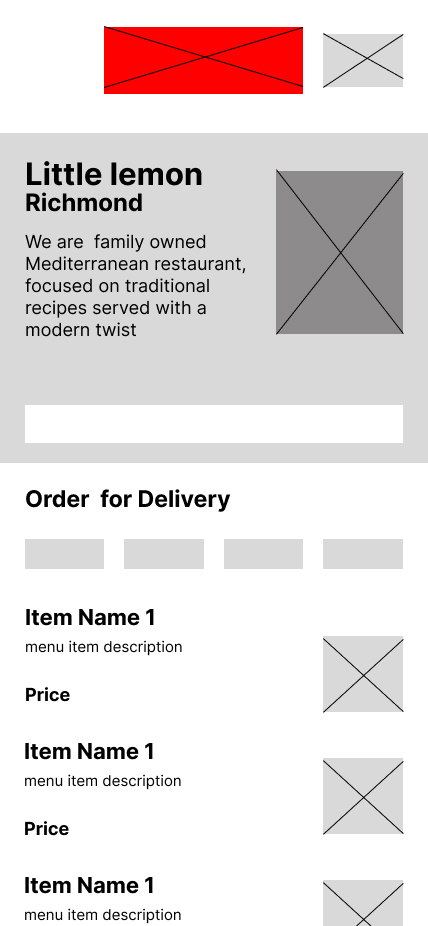 Little lemon
Richmond
We are  family owned
Mediterranean restaurant,
focused on traditional
recipes served with a
modern twist
Order  for Delivery
Item Name 1
menu item description
Price
Item Name 1
menu item description
Price
Item Name 1
menu item description